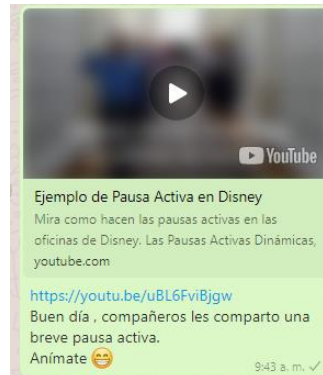 YouTube
Ejemplo de Pausa Activa en Disney
Mira como hacen las pausas activas en las
oficinas de Disney. Las Pausas Activas Dinámicas,
youtube.com
https://youtu.be/uBL6FviBjgw
Buen día , compañeros les comparto una
breve pausa activa.
Anímate 😁
9:43 a. m. ✓